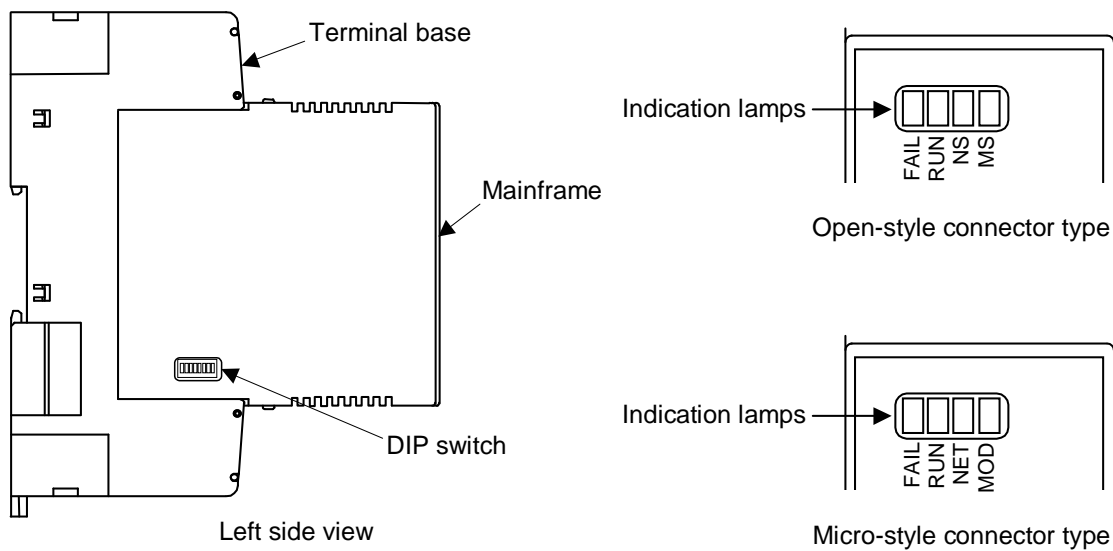 Terminal base
Mainframe
DIP switch
Left side view
Indication lamps
FAIL
RUN
NS
MS
Open-style connector type
Indication lamps
FAIL
RUN
NET
MOD
Micro-style connector type